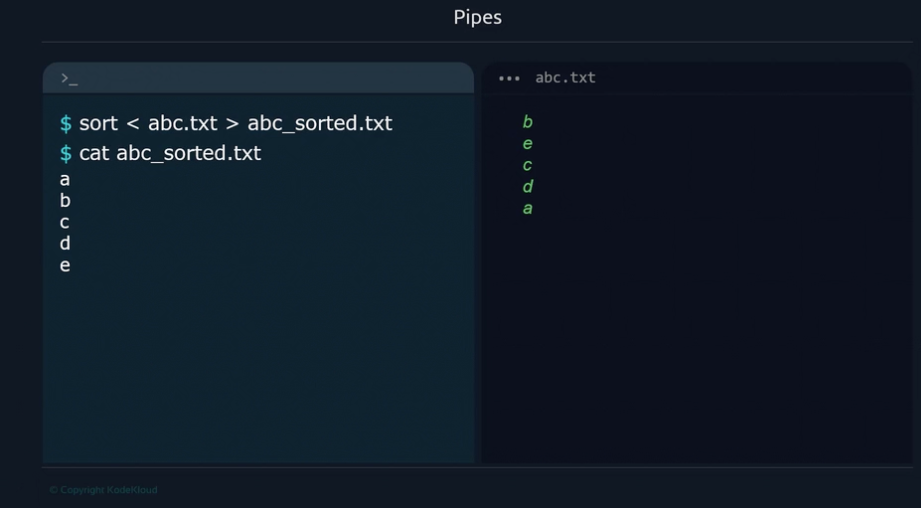 Pipes
>_
$ sort < abc.txt > abc_sorted.txt
$ cat abc_sorted.txt
a
b
c
d
e
••• abc.txt
b
e
c
d
a
© Copyright KodeKloud